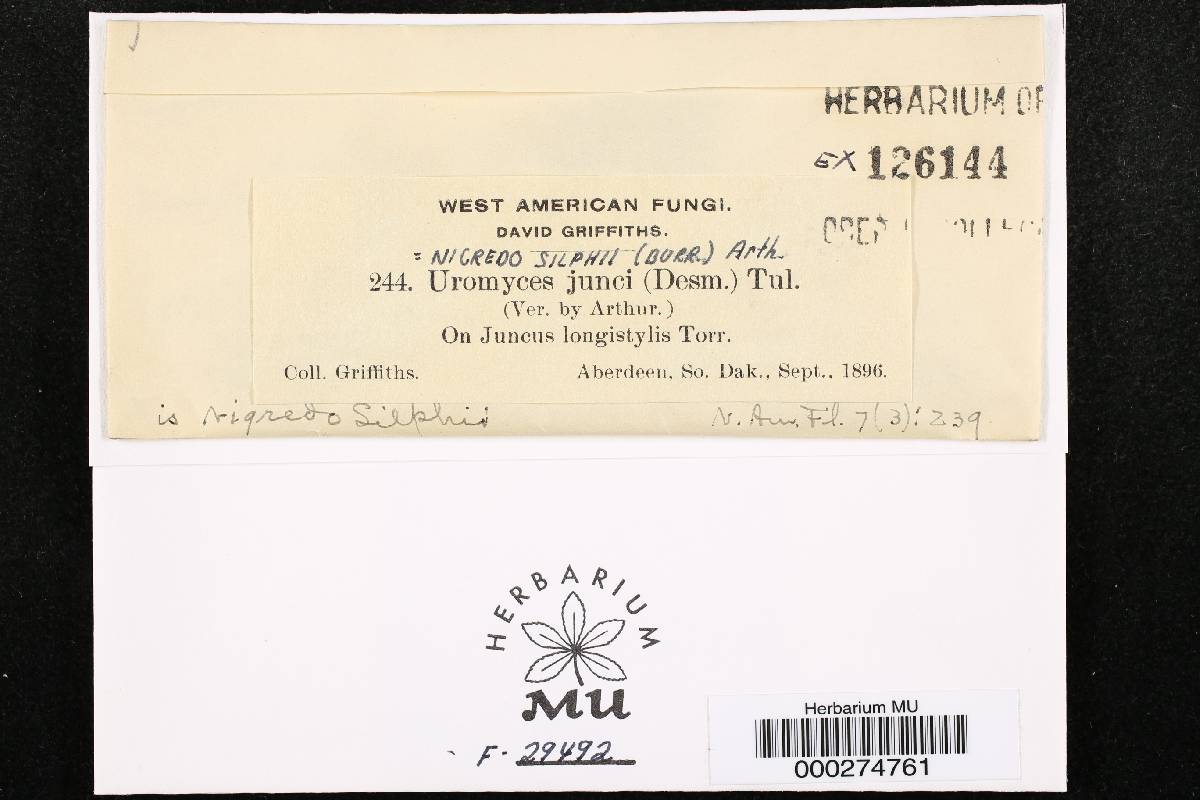 HERBARIUM OF
EX 126144
WEST AMERICAN FUNGI.
DAVID GRIFFITHS.
= NIGREDO SILPHII (BURR.) Arth.
244. Uromyces junci (Desm.) Tul.
(Ver. by Arthur.)
On Juncus longistylis Torr.
Coll. Griffiths. Aberdeen, So. Dak., Sept., 1896.
is Nigredo Silphii N. Am. Fl. 7(3): 239
HERBARIUM
MU
F- 29492
Herbarium MU
000274761